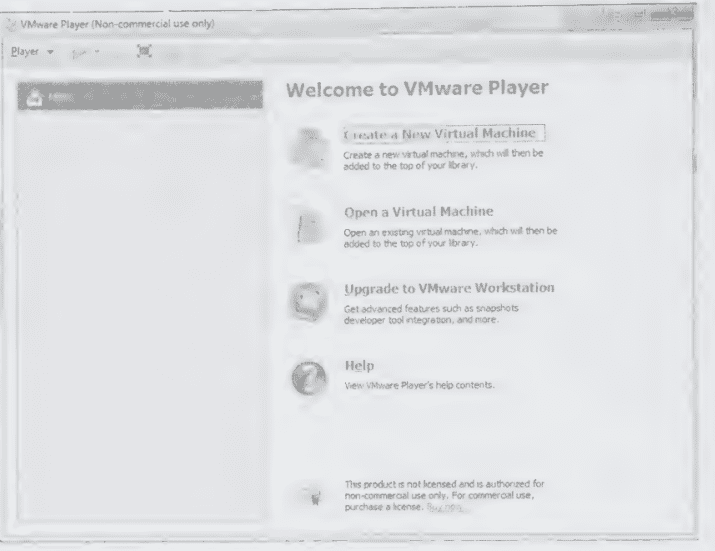 VMware Player (Non-commercial use only)
Player
Welcome to VMware Player
Create a New Virtual Machine
Create a new virtual machine, which will then be
added to the top of your library.
Open a Virtual Machine
Open an existing virtual machine, which will then be
added to the top of your library.
Upgrade to VMware Workstation
Get advanced features such as snapshots
developer tool integration, and more.
Help
View VMware Player's help contents.
This product is not licensed and is authorized for
non-commercial use only. For commercial use,
purchase a license.